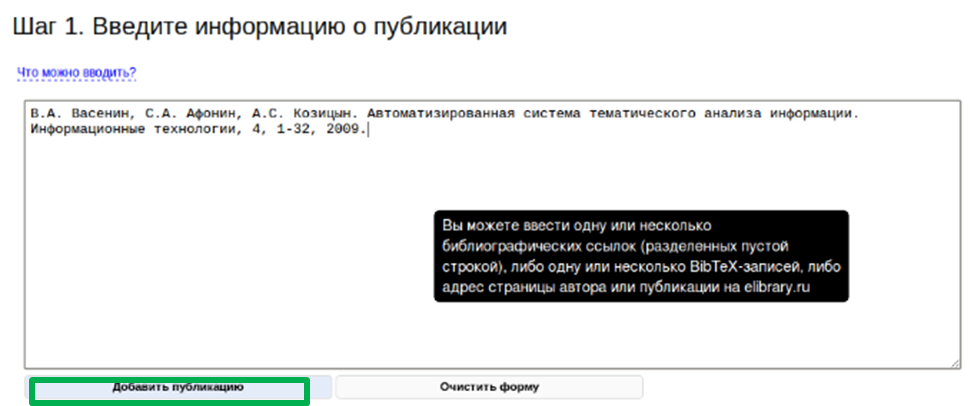 Шаг 1. Введите информацию о публикации
Что можно вводить?
В.А. Васенин, С.А. Афонин, А.С. Козицын. Автоматизированная система тематического анализа информации.
Информационные технологии, 4, 1-32, 2009.
Вы можете ввести одну или несколько
библиографических ссылок (разделенных пустой
строкой), либо одну или несколько BibTeX-записей, либо
адрес страницы автора или публикации на elibrary.ru
Добавить публикацию
Очистить форму